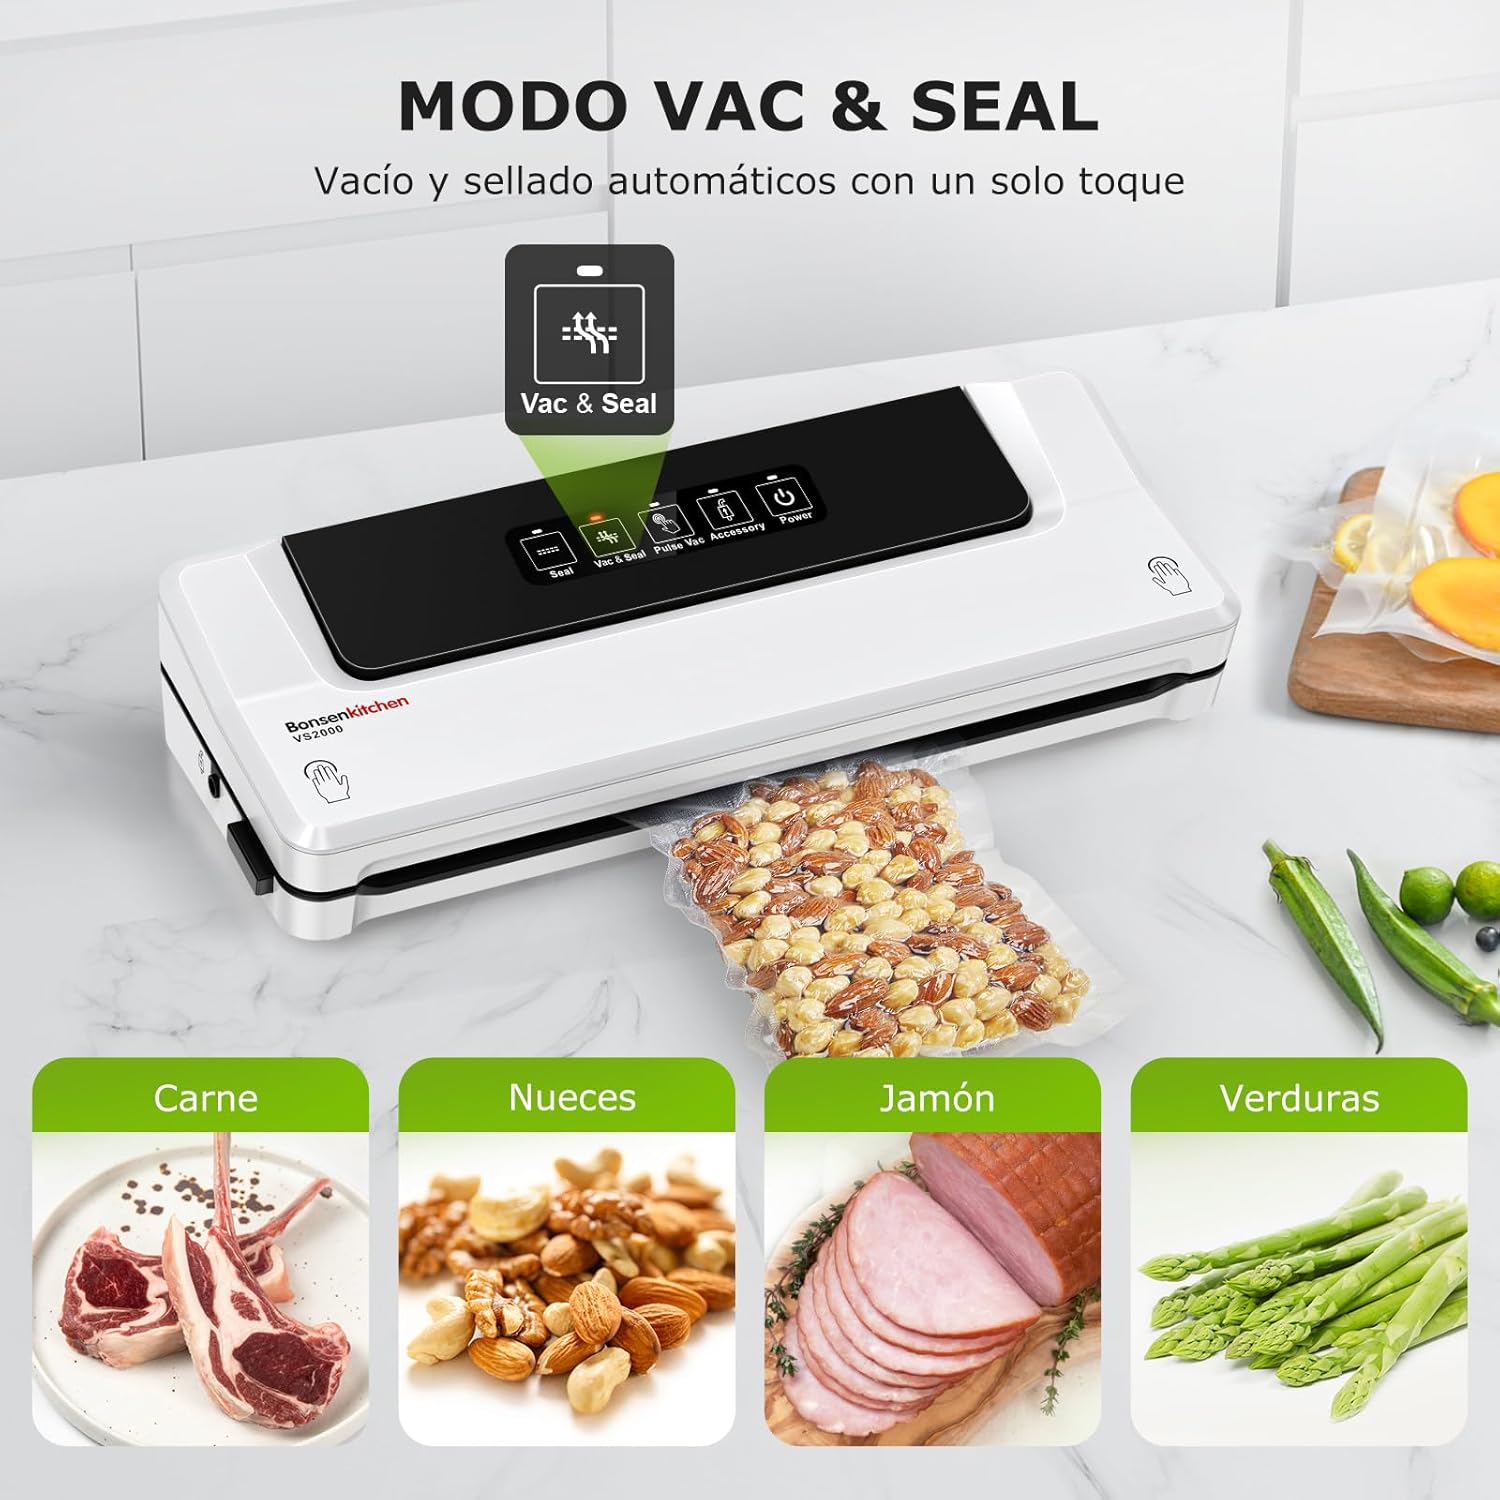 MODO VAC & SEAL
Vacío y sellado automáticos con un solo toque
Vac & Seal
Seal
Vac & Seal
Pulse Vac
Accessory
Power
Bonsenkitchen
VS2000
Carne
Nueces
Jamón
Verduras